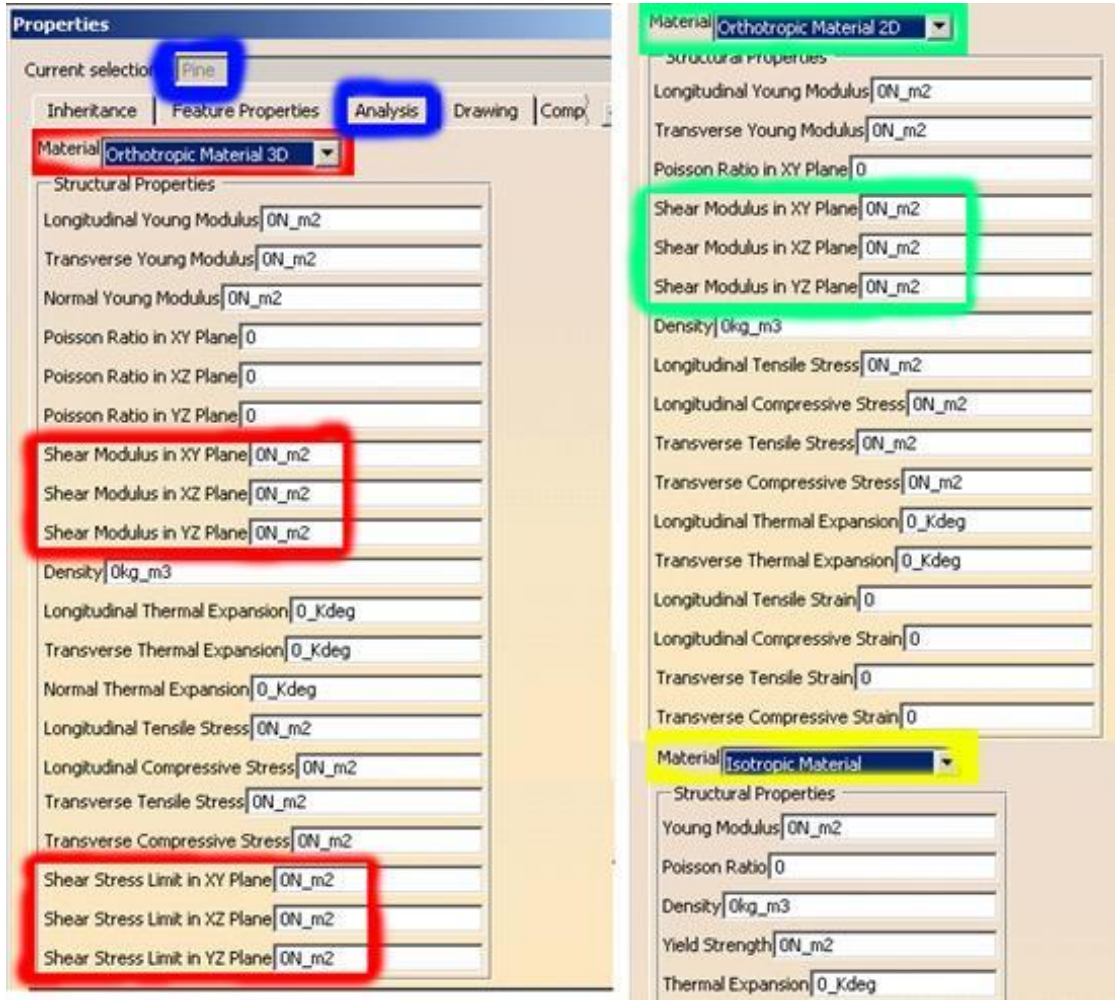 Properties
Current selection Pine
Inheritance Feature Properties Analysis Drawing Comp
Material Orthotropic Material 3D
Structural Properties
Longitudinal Young Modulus 0N_m2
Transverse Young Modulus 0N_m2
Normal Young Modulus 0N_m2
Poisson Ratio in XY Plane 0
Poisson Ratio in XZ Plane 0
Poisson Ratio in YZ Plane 0
Shear Modulus in XY Plane 0N_m2
Shear Modulus in XZ Plane 0N_m2
Shear Modulus in YZ Plane 0N_m2
Density 0kg_m3
Longitudinal Thermal Expansion 0_Kdeg
Transverse Thermal Expansion 0_Kdeg
Normal Thermal Expansion 0_Kdeg
Longitudinal Tensile Stress 0N_m2
Longitudinal Compressive Stress 0N_m2
Transverse Tensile Stress 0N_m2
Transverse Compressive Stress 0N_m2
Shear Stress Limit in XY Plane 0N_m2
Shear Stress Limit in XZ Plane 0N_m2
Shear Stress Limit in YZ Plane 0N_m2
Material Orthotropic Material 2D
Structural Properties
Longitudinal Young Modulus 0N_m2
Transverse Young Modulus 0N_m2
Poisson Ratio in XY Plane 0
Shear Modulus in XY Plane 0N_m2
Shear Modulus in XZ Plane 0N_m2
Shear Modulus in YZ Plane 0N_m2
Density 0kg_m3
Longitudinal Tensile Stress 0N_m2
Longitudinal Compressive Stress 0N_m2
Transverse Tensile Stress 0N_m2
Transverse Compressive Stress 0N_m2
Longitudinal Thermal Expansion 0_Kdeg
Transverse Thermal Expansion 0_Kdeg
Longitudinal Tensile Strain 0
Longitudinal Compressive Strain 0
Transverse Tensile Strain 0
Transverse Compressive Strain 0
Material Isotropic Material
Structural Properties
Young Modulus 0N_m2
Poisson Ratio 0
Density 0kg_m3
Yield Strength 0N_m2
Thermal Expansion 0_Kdeg